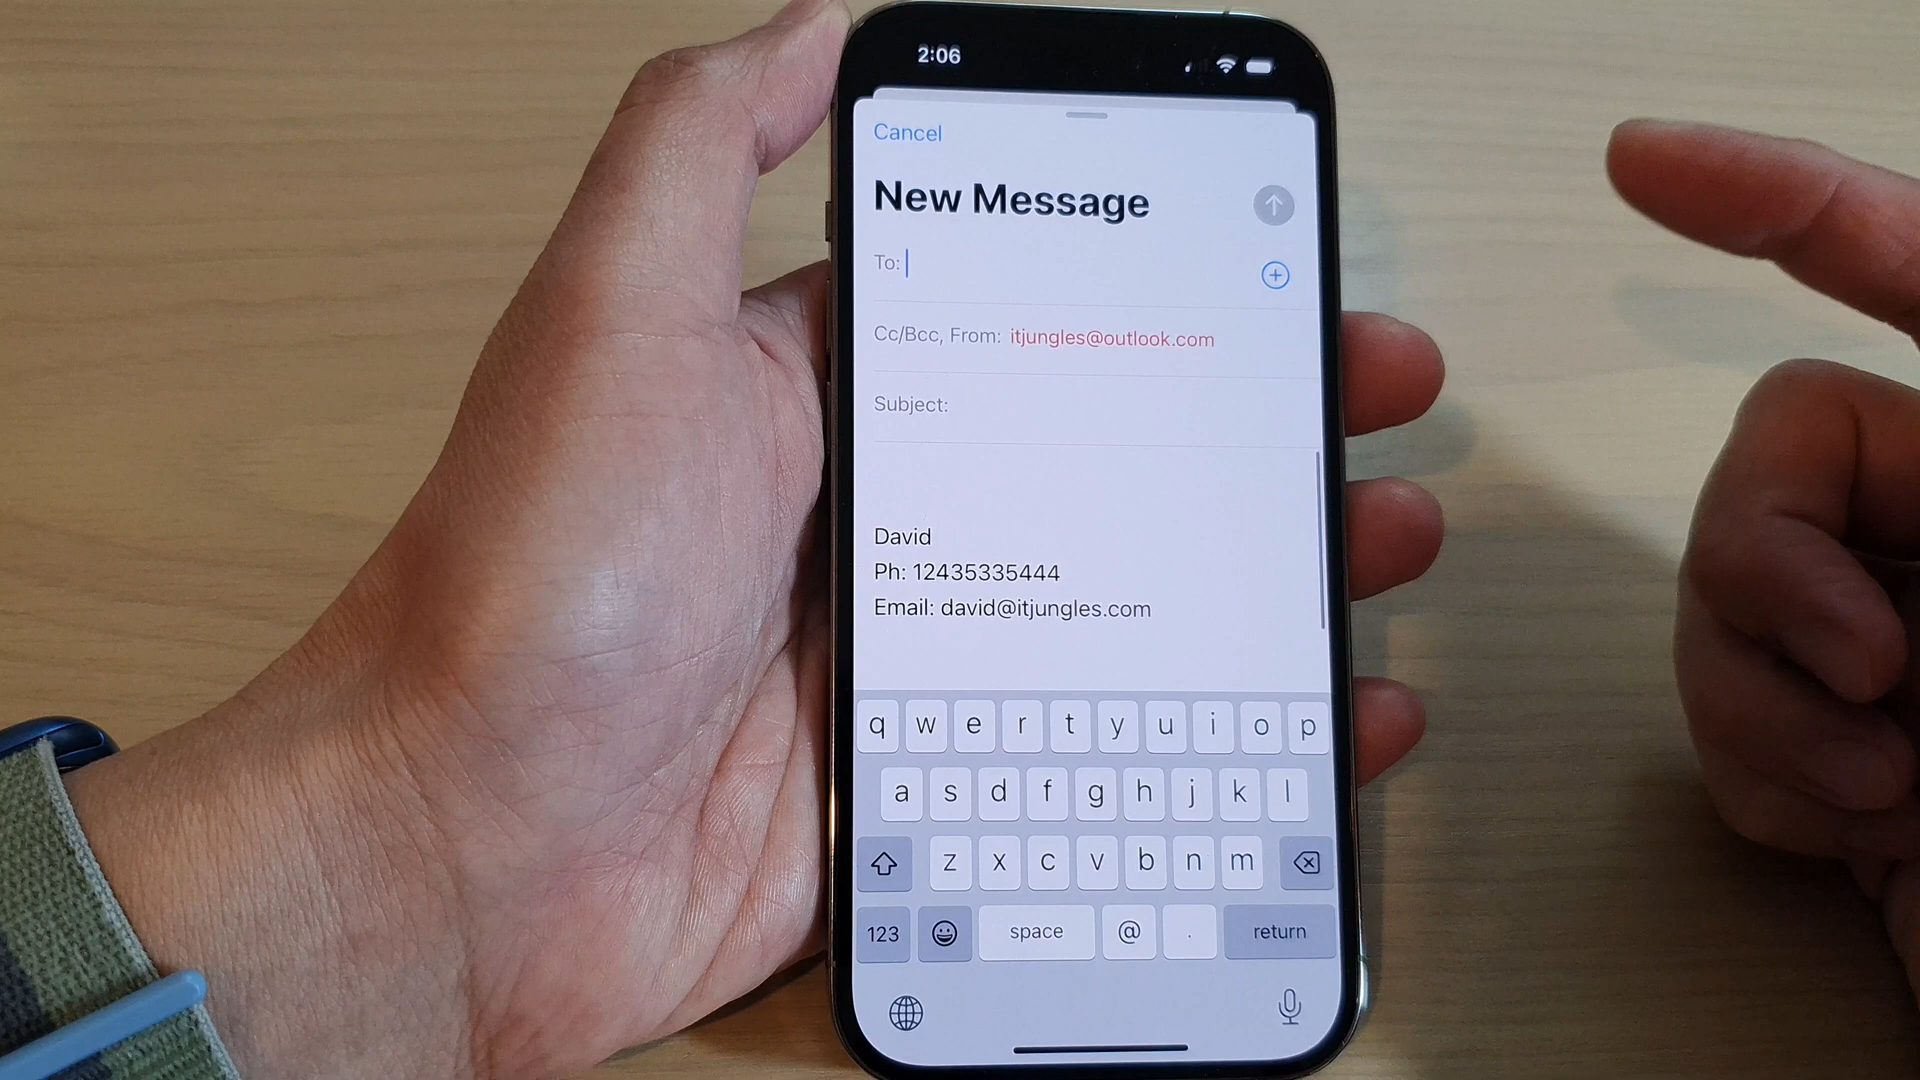 2:06
Cancel
New Message
To:
Cc/Bcc, From: itjungles@outlook.com
Subject:
David
Ph: 12435335444
Email: david@itjungles.com
q w e r t y u i o p
a s d f g h j k l
z x c v b n m
123 space @ . return